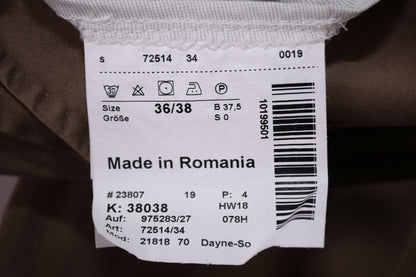 s 72514 34 0019
30 P
Size 36/38 B 37,5
Größe S 0
10199501
Made in Romania
# 23807 19 P: 4
K: 38038 HW18
Auf: 975283/27 078H
Art: 72514/34
Mod: 21818 70 Dayne-So